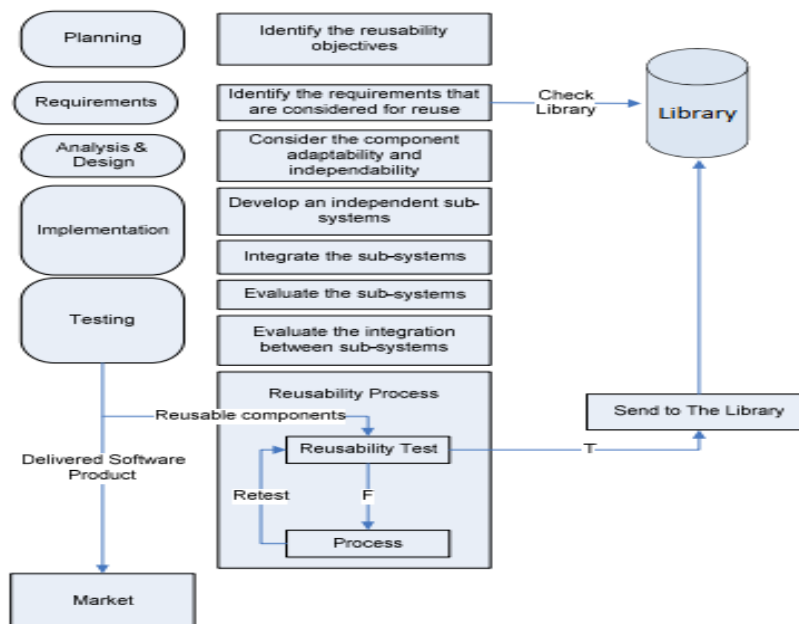 Planning
Identify the reusability
objectives
Requirements
Identify the requirements that
are considered for reuse
Check
Library
Library
Analysis &
Design
Consider the component
adaptability and
independability
Implementation
Develop an independent sub-
systems
Integrate the sub-systems
Testing
Evaluate the sub-systems
Evaluate the integration
between sub-systems
Reusability Process
Reusable components
Send to The Library
Reusability Test
T
Delivered Software
Product
Retest
F
Process
Market